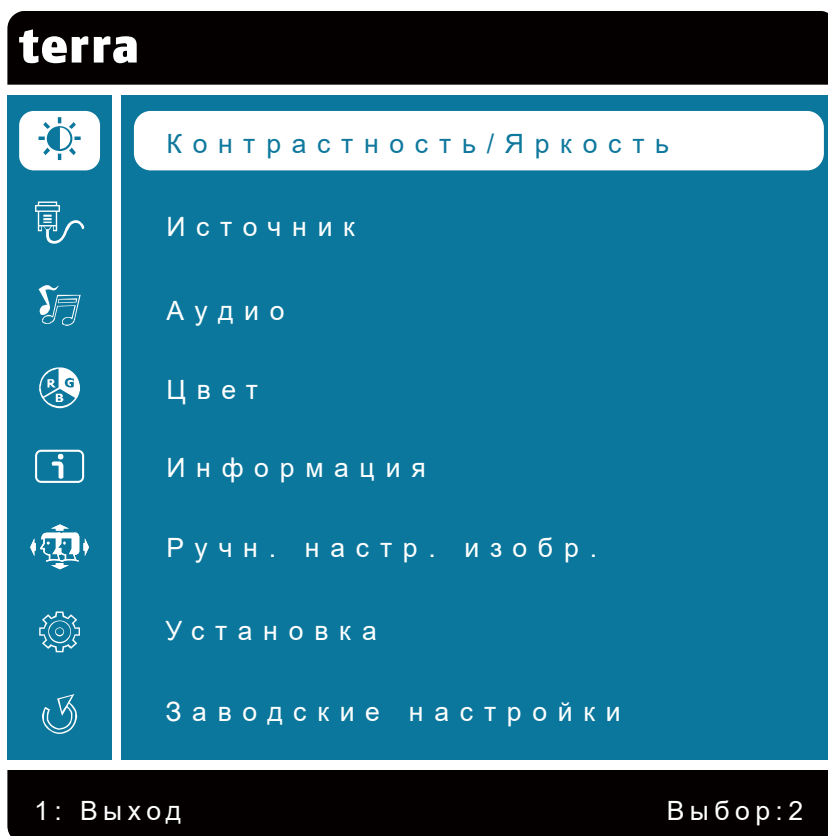 terra
Контрастность/Яркость
Источник
Аудио
R G
B
Цвет
Информация
Ручн. настр. изобр.
Установка
Заводские настройки
1: Выход Выбор:2